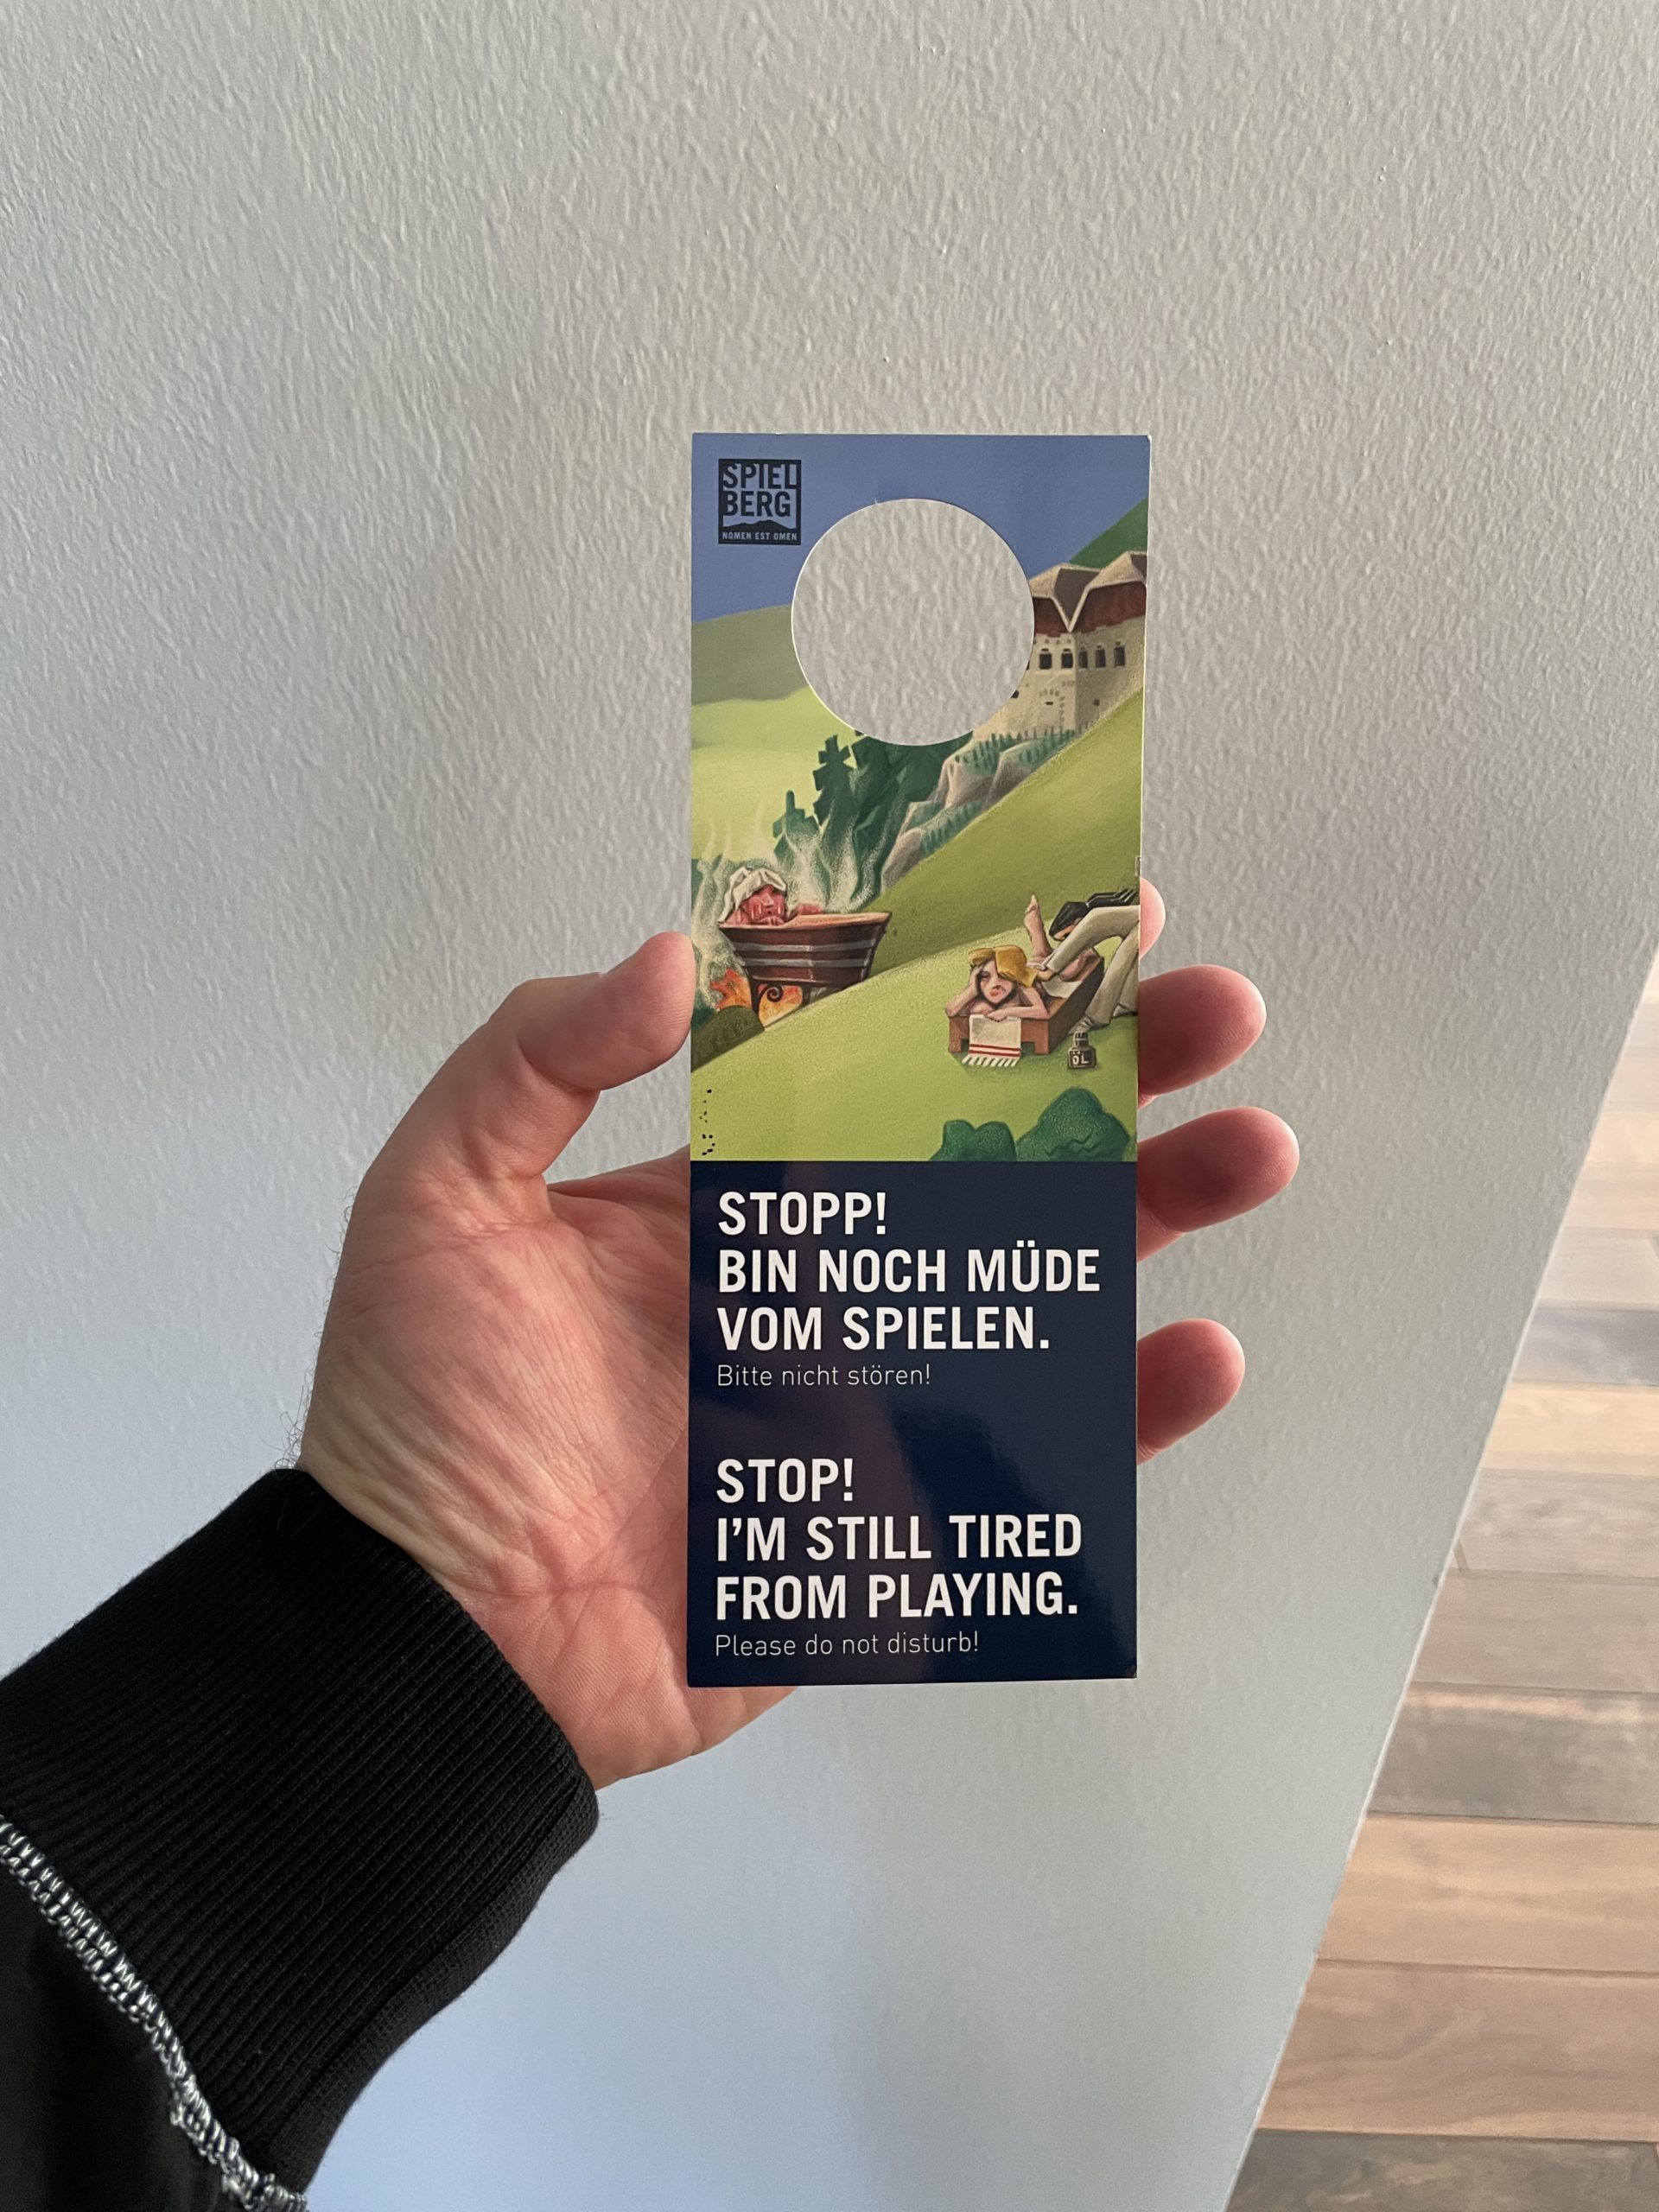 SPIEL
BERG
NOMEN EST OMEN
ÖL
STOPP!
BIN NOCH MÜDE
VOM SPIELEN.
Bitte nicht stören!
STOP!
I'M STILL TIRED
FROM PLAYING.
Please do not disturb!